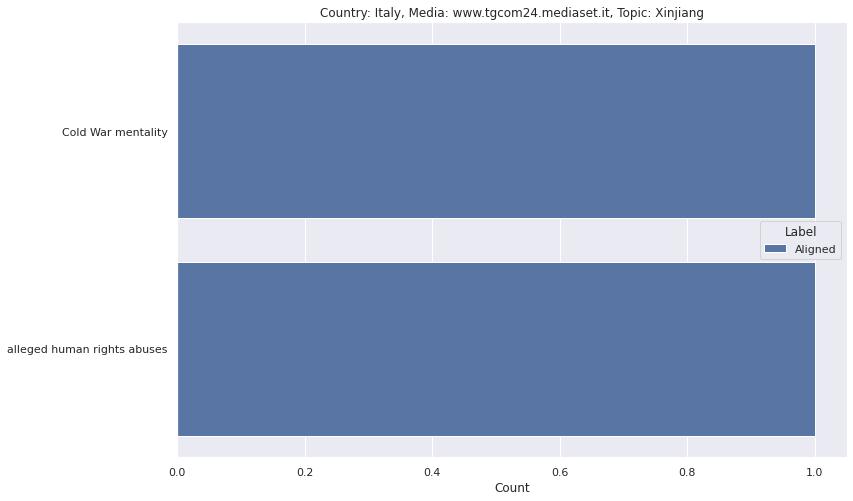 Country: Italy, Media: www.tgcom24.mediaset.it, Topic: Xinjiang
Cold War mentality
alleged human rights abuses
Label
Aligned
0.0 0.2 0.4 0.6 0.8 1.0
Count